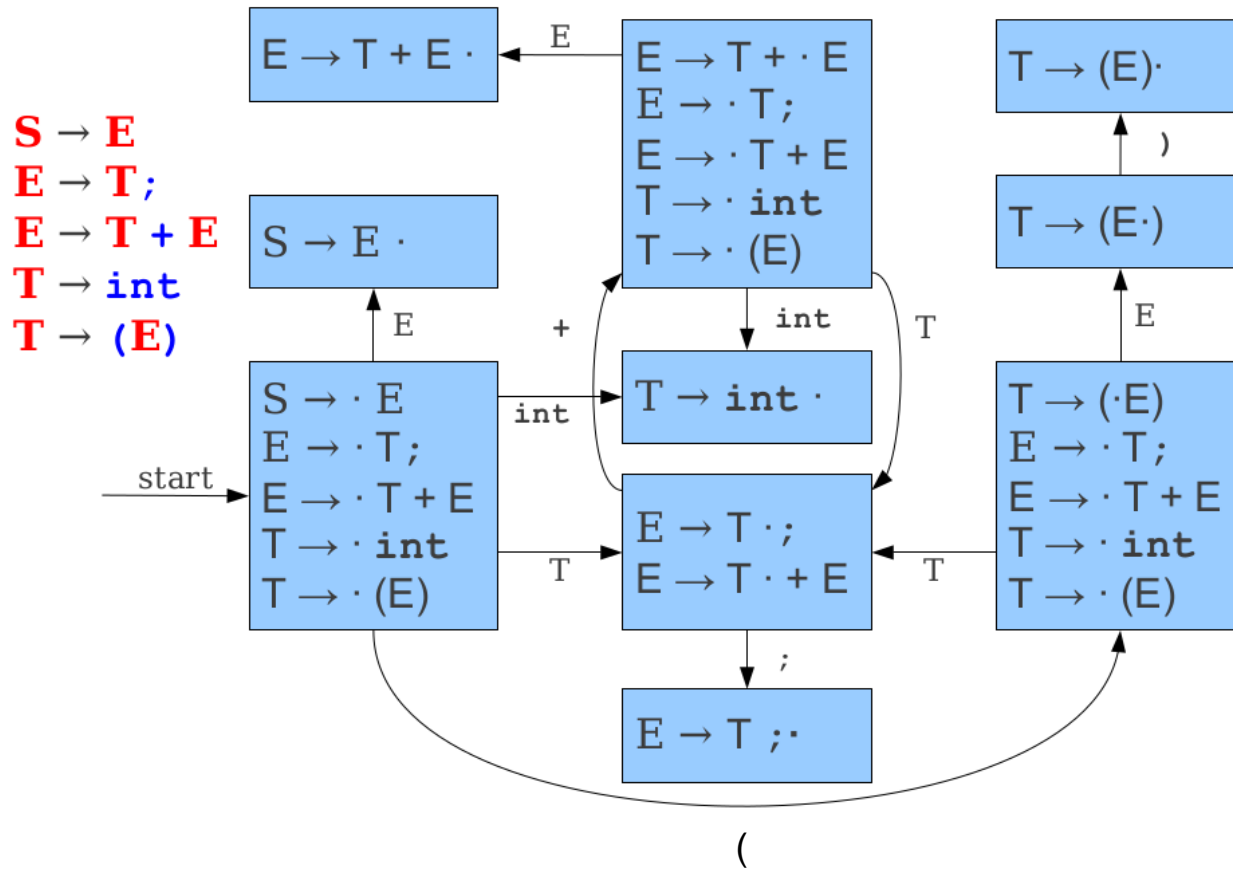 S → E
E → T ;
E → T + E
T → int
T → (E)
E → T + E ·
E
E → T + · E
E → · T ;
E → · T + E
T → · int
T → · (E)
T → (E)·
)
T → (E·)
E
S → E ·
E
+
int
T
start
S → · E
E → · T ;
E → · T + E
T → · int
T → · (E)
int
T → int ·
T
E → T · ;
E → T · + E
;
E → T ;·
T
T → (·E)
E → · T ;
E → · T + E
T → · int
T → · (E)
(